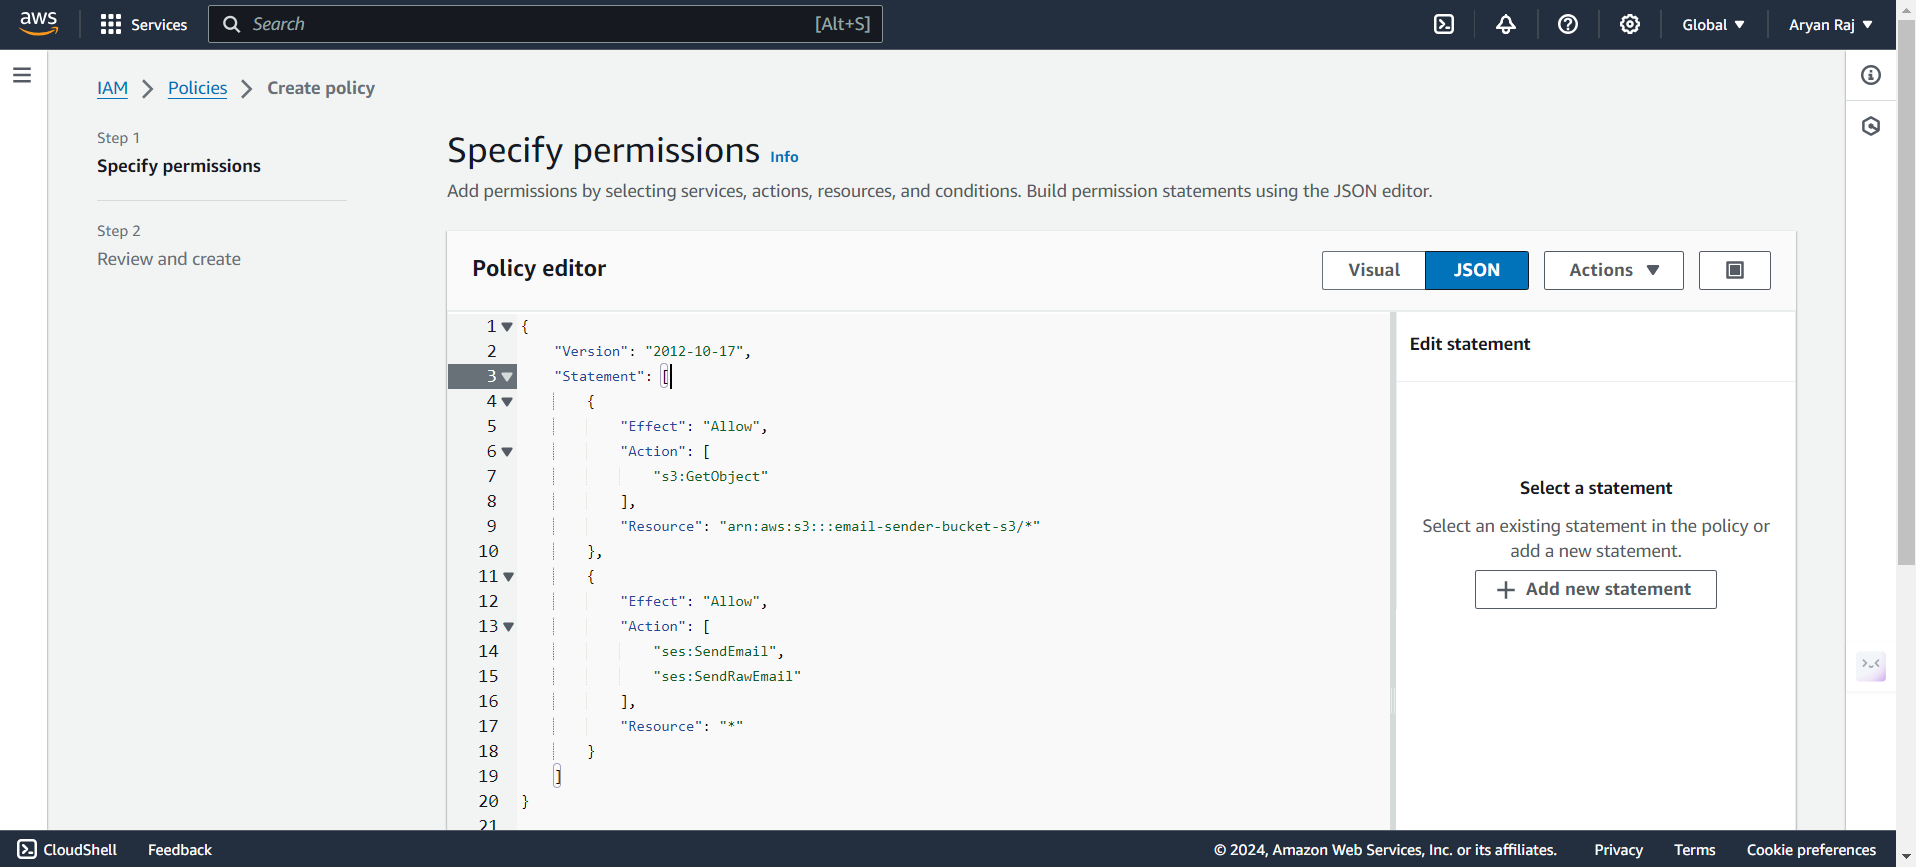 aws Services Search [Alt+S] Global Aryan Raj
IAM Policies Create policy
Step 1
Specify permissions
Step 2
Review and create
Specify permissions Info
Add permissions by selecting services, actions, resources, and conditions. Build permission statements using the JSON editor.
Policy editor Visual JSON Actions
1 {
2 "Version": "2012-10-17",
3 "Statement": [
4 {
5 "Effect": "Allow",
6 "Action": [
7 "s3:GetObject"
8 ],
9 "Resource": "arn:aws:s3:::email-sender-bucket-s3/*"
10 },
11 {
12 "Effect": "Allow",
13 "Action": [
14 "ses:SendEmail",
15 "ses:SendRawEmail"
16 ],
17 "Resource": "*"
18 }
19 ]
20 }
21
Edit statement
Select a statement
Select an existing statement in the policy or
add a new statement.
Add new statement
CloudShell Feedback © 2024, Amazon Web Services, Inc. or its affiliates. Privacy Terms Cookie preferences